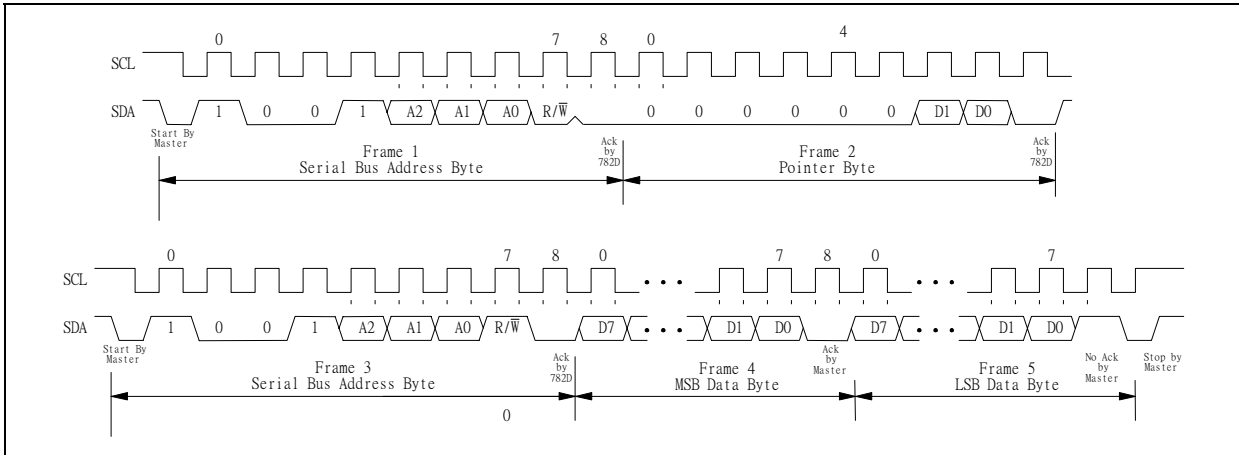 0 7 8 0 4
SCL
SDA 1 0 0 1 A2 A1 A0 R/W̅ 0 0 0 0 0 0 D1 D0
Start By
Master
Ack
by
782D
Ack
by
782D
Frame 1
Serial Bus Address Byte
Frame 2
Pointer Byte
0 7 8 0 7 8 0 7
SCL • • • • • •
SDA 1 0 0 1 A2 A1 A0 R/W̅ D7 • • • D1 D0 D7 • • • D1 D0
Start By
Master
Ack
by
782D
Ack
by
Master
No Ack
by
Master
Stop by
Master
Frame 3
Serial Bus Address Byte
Frame 4
MSB Data Byte
Frame 5
LSB Data Byte
0